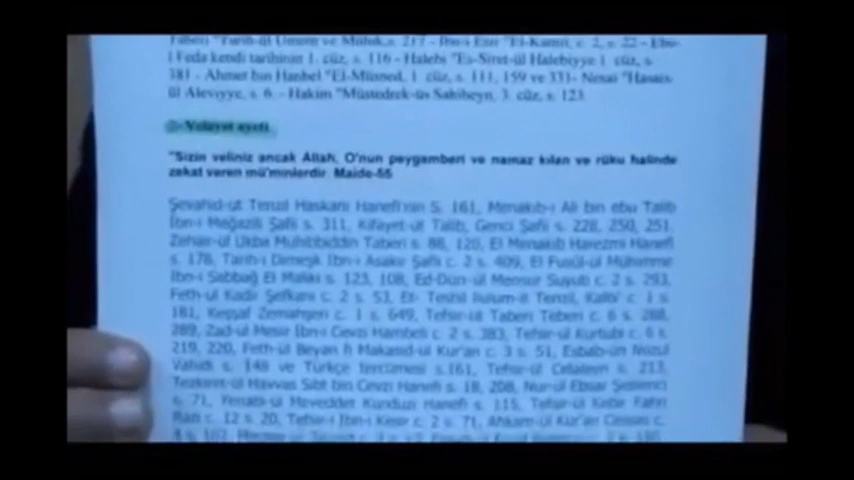 Taberi "Tarih-ül Ümem ve Mülük,s. 217 - İbn-i Esir "El-Kamil, c. 2, s. 22 - Ebu-
l Feda kendi tarihinin 1. cüz, s. 116 - Halebi "Es-Siret-ül Halebiyye 1 cüz, s.
381 - Ahmet bin Hanbel "El-Müsned, 1 cüz, s. 111, 159 ve 331- Nesai "Hasais-
ül Aleviyye, s. 6. - Hakim "Müstedrek-üs Sahiheyn, 3. cüz, s. 123
Velayet ayeti
"Sizin veliniz ancak Allah, O'nun peygamberi ve namaz kılan ve rüku halinde
zekat veren mü'minlerdir. Maide-55
Şevahid-üt Tenzil Haskani Hanefi'nin S. 161, Menakıb-ı Ali bin ebu Talib
İbn-i Meğazili Şafii s. 311, Kifayet-üt Talib, Genci Şafii s. 228, 250, 251.
Zehair-ül Ukba Muhibbiddin Taberi s. 88, 120, El Menakıb Harezmi Hanefi
s. 178, Tarih-i Dımeşk İbn-i Asakir Şafii c. 2 s. 409, El Fusül-ül Mühimme
İbn-i Sabbağ El Maliki s. 123, 108, Ed-Dürr-ül Mensur Suyuti c. 2 s. 293,
Feth-ul Kadir Şefkani c. 2 s. 53, Et- Teshil liulum-it Tenzil, Kalbi c. 1 s.
181, Keşşaf Zemahşeri c. 1 s. 649, Tefsir-üt Taberi Teberi c. 6 s. 288,
289, Zad-ül Mesir İbn-i Cevzi Hambeli c. 2 s. 383, Tefsir-ül Kurtubi c. 6 s.
219, 220, Feth-ül Beyan fi Makasid-ül Kur'an c. 3 s. 51, Esbab-ün Nüzul
Vahidi s. 148 ve Türkçe tercümesi s.161, Tefsir-ül Celaleyn s. 213,
Tezkiret-ül Havvas Sibt bin Cevzi Hanefi s. 18, 208, Nur-ül Ebsar Şeblenci
s. 71, Yenabi-ül Meveddet Kunduzi Hanefi s. 115, Tefsir-ül Kebir Fahri
Razi c. 12 s. 20, Tefsir-i İbn-i Kesir c. 2 s. 71, Ahkam-ül Kur'an Cessas c.